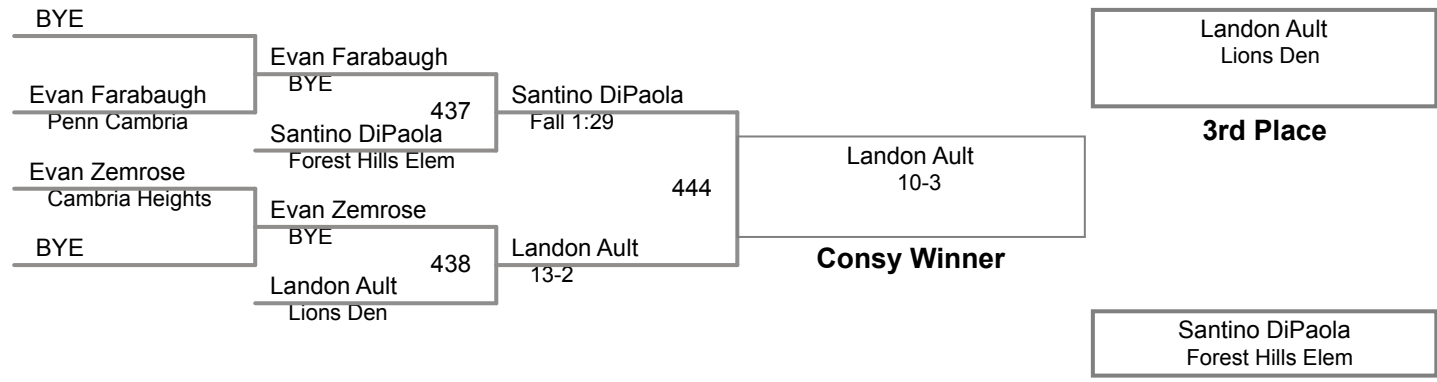 BYE
Evan Farabaugh
Penn Cambria
Evan Zemrose
Cambria Heights
BYE
Evan Farabaugh
BYE
437
Santino DiPaola
Forest Hills Elem
Evan Zemrose
BYE
438
Landon Ault
Lions Den
Santino DiPaola
Fall 1:29
444
Landon Ault
13-2
Landon Ault
10-3
Consy Winner
Landon Ault
Lions Den
3rd Place
Santino DiPaola
Forest Hills Elem